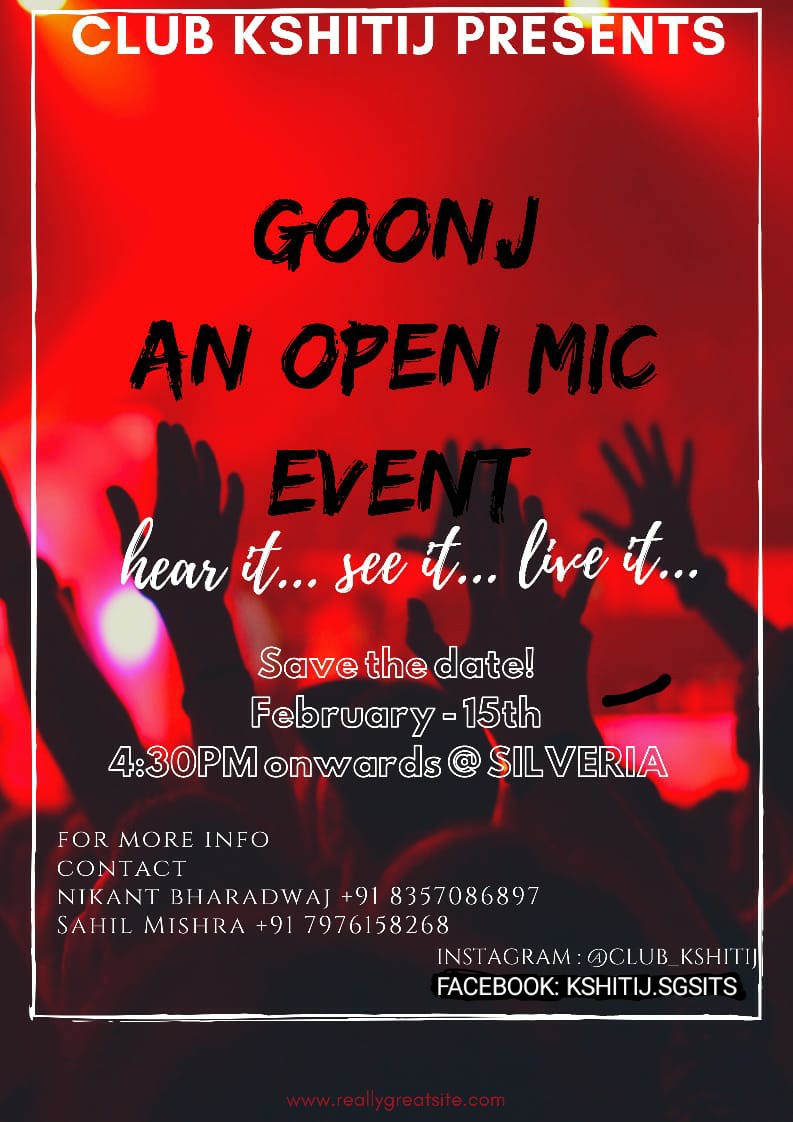 CLUB KSHITIJ PRESENTS
GOONJ
AN OPEN MIC
EVENT
hear it... see it... live it...
Save the date!
February - 15th
4:30PM onwards @ SILVERIA
FOR MORE INFO
CONTACT
NIKANT BHARADWAJ +91 8357086897
SAHIL MISHRA +91 7976158268
INSTAGRAM : @CLUB_KSHITIJ
FACEBOOK: KSHITIJ.SGSITS
www.reallygreatsite.com